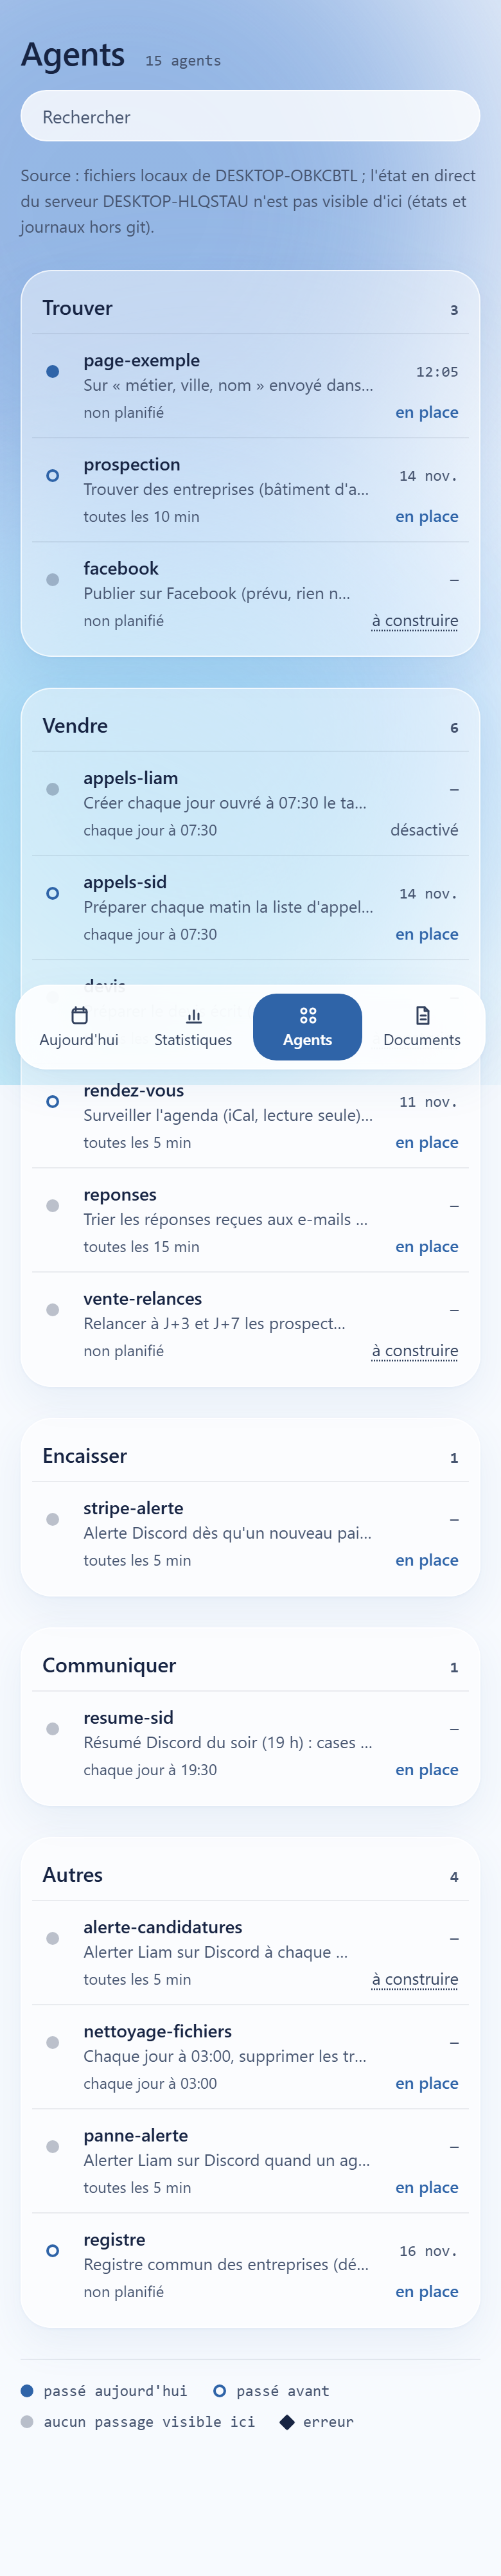 Agents 15 agents
Rechercher
Source : fichiers locaux de DESKTOP-OBKCBTL ; l'état en direct
du serveur DESKTOP-HLQSTAU n'est pas visible d'ici (états et
journaux hors git).
Trouver 3
page-exemple
12:05
Sur « métier, ville, nom » envoyé dans…
non planifié en place
prospection
14 nov.
Trouver des entreprises (bâtiment d'a…
toutes les 10 min en place
facebook
–
Publier sur Facebook (prévu, rien n…
non planifié à construire
Vendre 6
appels-liam
–
Créer chaque jour ouvré à 07:30 le ta…
chaque jour à 07:30 désactivé
appels-sid
14 nov.
Préparer chaque matin la liste d'appel…
chaque jour à 07:30 en place
devis
Aujourd'hui Statistiques Agents Documents
rendez-vous
11 nov.
Surveiller l'agenda (iCal, lecture seule)…
toutes les 5 min en place
reponses
–
Trier les réponses reçues aux e-mails …
toutes les 15 min en place
vente-relances
–
Relancer à J+3 et J+7 les prospect…
non planifié à construire
Encaisser 1
stripe-alerte
–
Alerte Discord dès qu'un nouveau pai…
toutes les 5 min en place
Communiquer 1
resume-sid
–
Résumé Discord du soir (19 h) : cases …
chaque jour à 19:30 en place
Autres 4
alerte-candidatures
–
Alerter Liam sur Discord à chaque …
toutes les 5 min à construire
nettoyage-fichiers
–
Chaque jour à 03:00, supprimer les tr…
chaque jour à 03:00 en place
panne-alerte
–
Alerter Liam sur Discord quand un ag…
toutes les 5 min en place
registre
16 nov.
Registre commun des entreprises (dé…
non planifié en place
passé aujourd'hui passé avant
aucun passage visible ici erreur